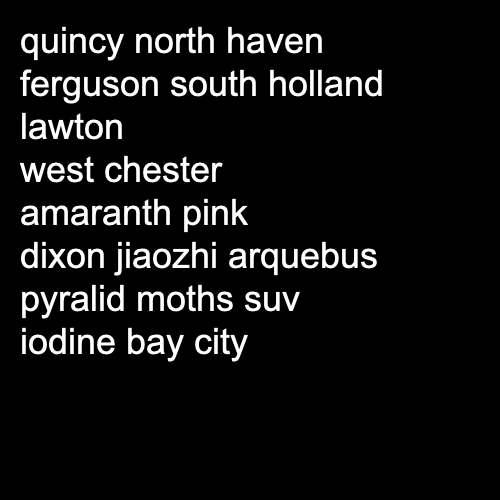 quincy north haven
ferguson south holland
lawton
west chester
amaranth pink
dixon jiaozhi arquebus
pyralid moths suv
iodine bay city